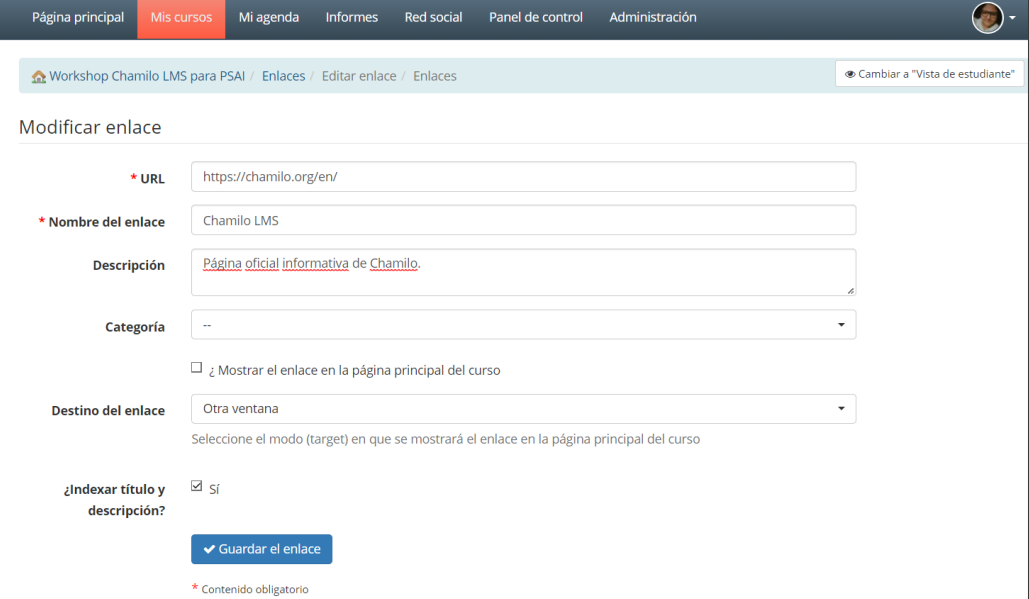 Página principal Mis cursos Mi agenda Informes Red social Panel de control Administración
Workshop Chamilo LMS para PSAI / Enlaces / Editar enlace / Enlaces
Cambiar a "Vista de estudiante"
Modificar enlace
* URL
https://chamilo.org/en/
* Nombre del enlace
Chamilo LMS
Descripción
Página oficial informativa de Chamilo.
Categoría
--
¿ Mostrar el enlace en la página principal del curso
Destino del enlace
Otra ventana
Seleccione el modo (target) en que se mostrará el enlace en la página principal del curso
¿Indexar título y
descripción?
Sí
Guardar el enlace
* Contenido obligatorio